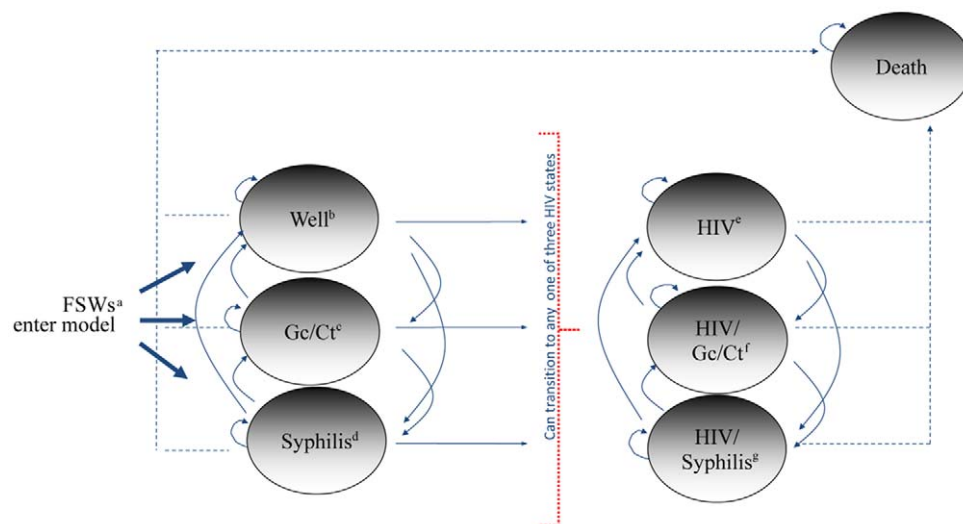 Death
Can transition to any one of three HIV states
Wellᵇ
HIVᵉ
FSWsᵃ
enter model
Gc/Ctᶜ
HIV/
Gc/Ctᶠ
Syphilisᵈ
HIV/
Syphilisᵍ